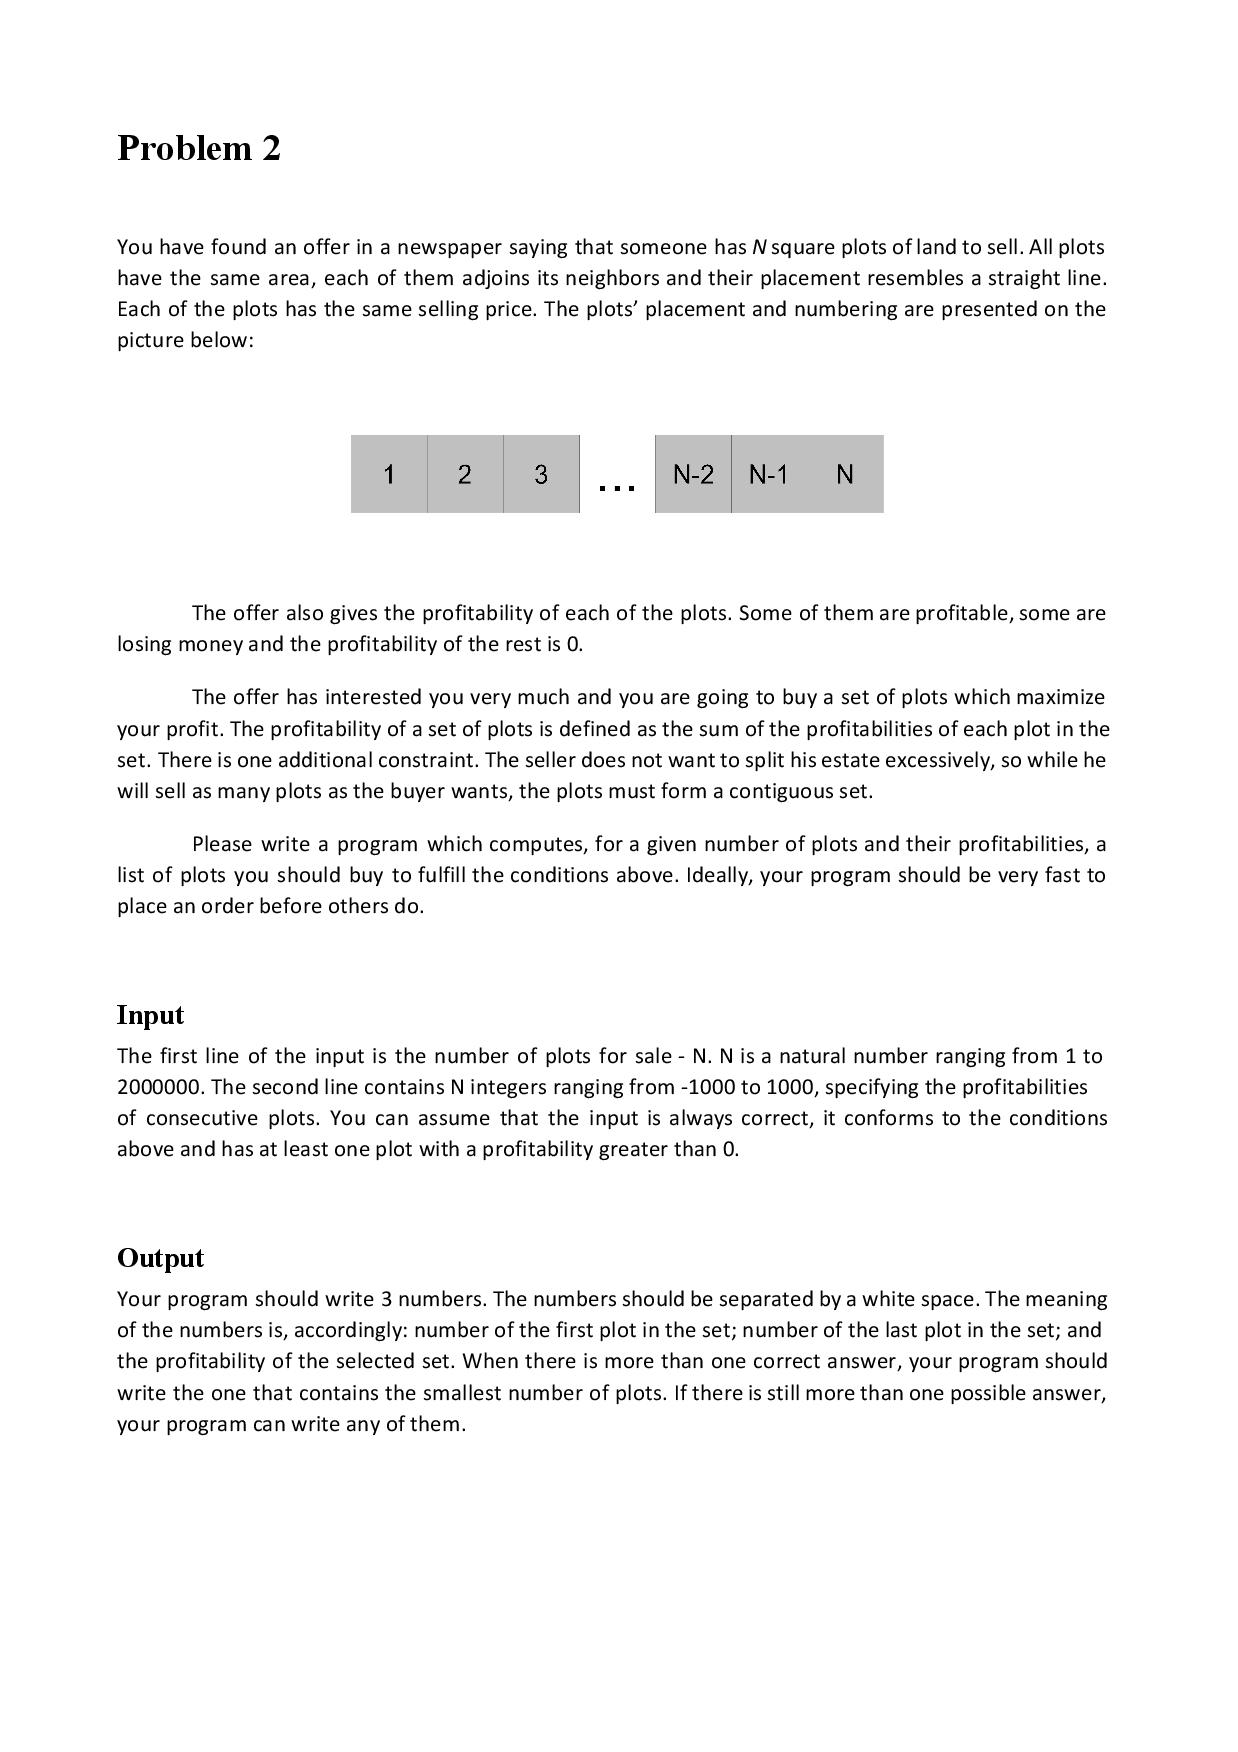 Problem 2
You have found an offer in a newspaper saying that someone has N square plots of land to sell. All plots
have the same area, each of them adjoins its neighbors and their placement resembles a straight line.
Each of the plots has the same selling price. The plots’ placement and numbering are presented on the
picture below:
1 2 3 ... N-2 N-1 N
The offer also gives the profitability of each of the plots. Some of them are profitable, some are
losing money and the profitability of the rest is 0.
The offer has interested you very much and you are going to buy a set of plots which maximize
your profit. The profitability of a set of plots is defined as the sum of the profitabilities of each plot in the
set. There is one additional constraint. The seller does not want to split his estate excessively, so while he
will sell as many plots as the buyer wants, the plots must form a contiguous set.
Please write a program which computes, for a given number of plots and their profitabilities, a
list of plots you should buy to fulfill the conditions above. Ideally, your program should be very fast to
place an order before others do.
Input
The first line of the input is the number of plots for sale - N. N is a natural number ranging from 1 to
2000000. The second line contains N integers ranging from -1000 to 1000, specifying the profitabilities
of consecutive plots. You can assume that the input is always correct, it conforms to the conditions
above and has at least one plot with a profitability greater than 0.
Output
Your program should write 3 numbers. The numbers should be separated by a white space. The meaning
of the numbers is, accordingly: number of the first plot in the set; number of the last plot in the set; and
the profitability of the selected set. When there is more than one correct answer, your program should
write the one that contains the smallest number of plots. If there is still more than one possible answer,
your program can write any of them.